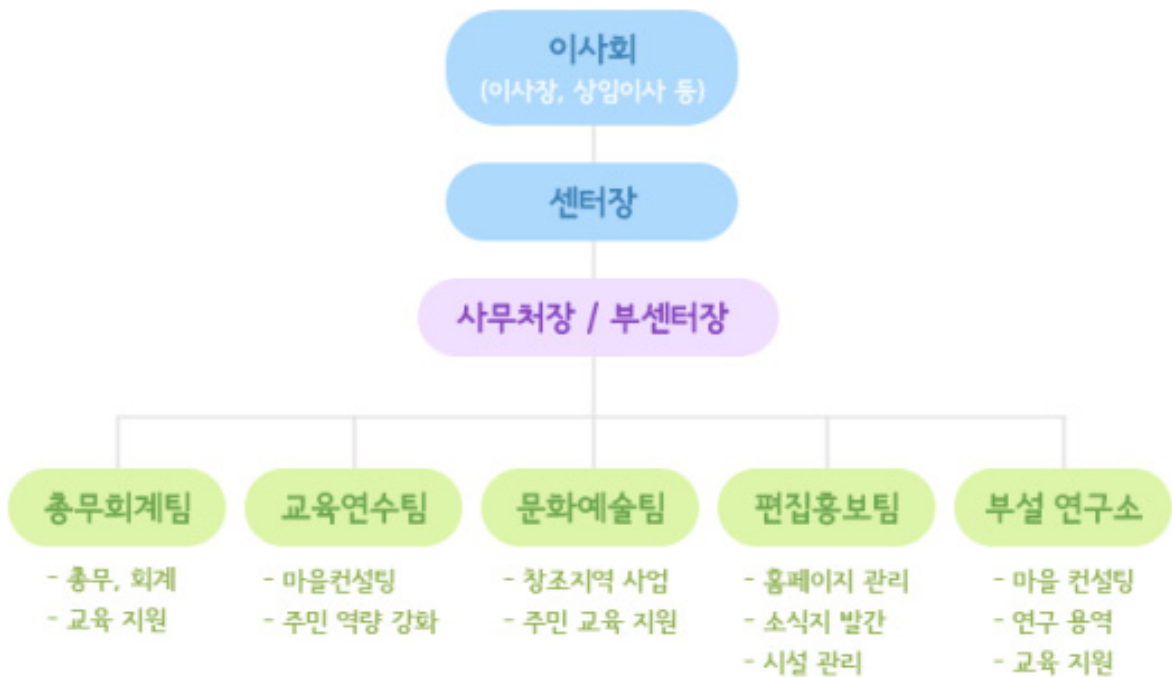 이사회
(이사장, 상임이사 등)
센터장
사무처장 / 부센터장
총무회계팀
- 총무, 회계
- 교육 지원
교육연수팀
- 마을컨설팅
- 주민 역량 강화
문화예술팀
- 창조지역 사업
- 주민 교육 지원
편집홍보팀
- 홈페이지 관리
- 소식지 발간
- 시설 관리
부설 연구소
- 마을 컨설팅
- 연구 용역
- 교육 지원